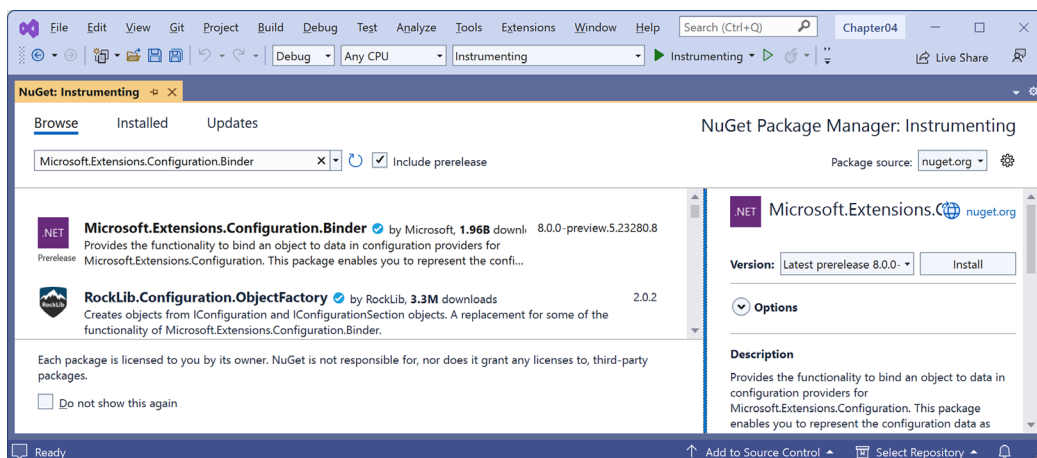 File Edit View Git Project Build Debug Test Analyze Tools Extensions Window Help Search (Ctrl+Q) Chapter04
Debug Any CPU Instrumenting Instrumenting Live Share
NuGet: Instrumenting
Browse Installed Updates NuGet Package Manager: Instrumenting
Microsoft.Extensions.Configuration.Binder Include prerelease Package source: nuget.org
.NET
Prerelease
Microsoft.Extensions.Configuration.Binder by Microsoft, 1.96B downl 8.0.0-preview.5.23280.8
Provides the functionality to bind an object to data in configuration providers for
Microsoft.Extensions.Configuration. This package enables you to represent the confi...
RockLib
RockLib.Configuration.ObjectFactory by RockLib, 3.3M downloads 2.0.2
Creates objects from IConfiguration and IConfigurationSection objects. A replacement for some of the
functionality of Microsoft.Extensions.Configuration.Binder.
Each package is licensed to you by its owner. NuGet is not responsible for, nor does it grant any licenses to, third-party
packages.
Do not show this again
.NET Microsoft.Extensions.C nuget.org
Version: Latest prerelease 8.0.0- Install
Options
Description
Provides the functionality to bind an object to data in
configuration providers for
Microsoft.Extensions.Configuration. This package
enables you to represent the configuration data as
Ready Add to Source Control Select Repository